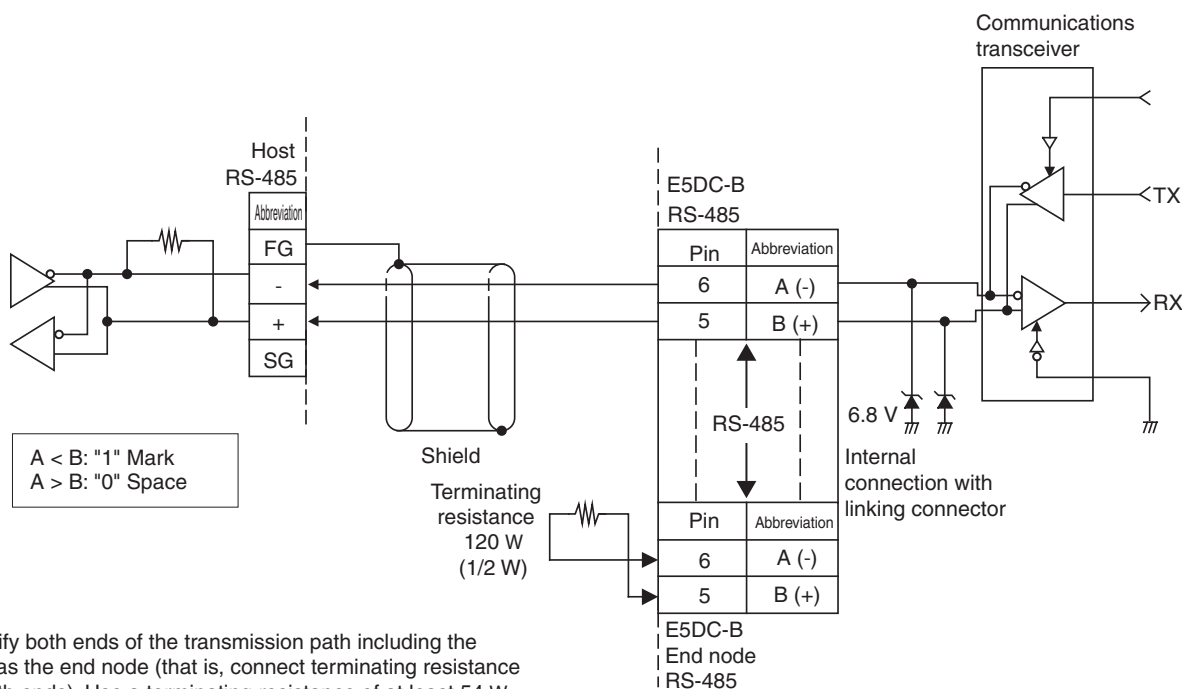 Communications
transceiver
Host
RS-485
Abbreviation
FG
-
+
SG
E5DC-B
RS-485
Pin Abbreviation
6 A (-)
5 B (+)
TX
RX
RS-485
6.8 V
Internal
connection with
linking connector
A < B: "1" Mark
A > B: "0" Space
Shield
Terminating
resistance
120 W
(1/2 W)
Pin Abbreviation
6 A (-)
5 B (+)
E5DC-B
End node
RS-485
ify both ends of the transmission path including the
as the end node (that is, connect terminating resistance
th ends). Use a terminating resistance of at least 54 W